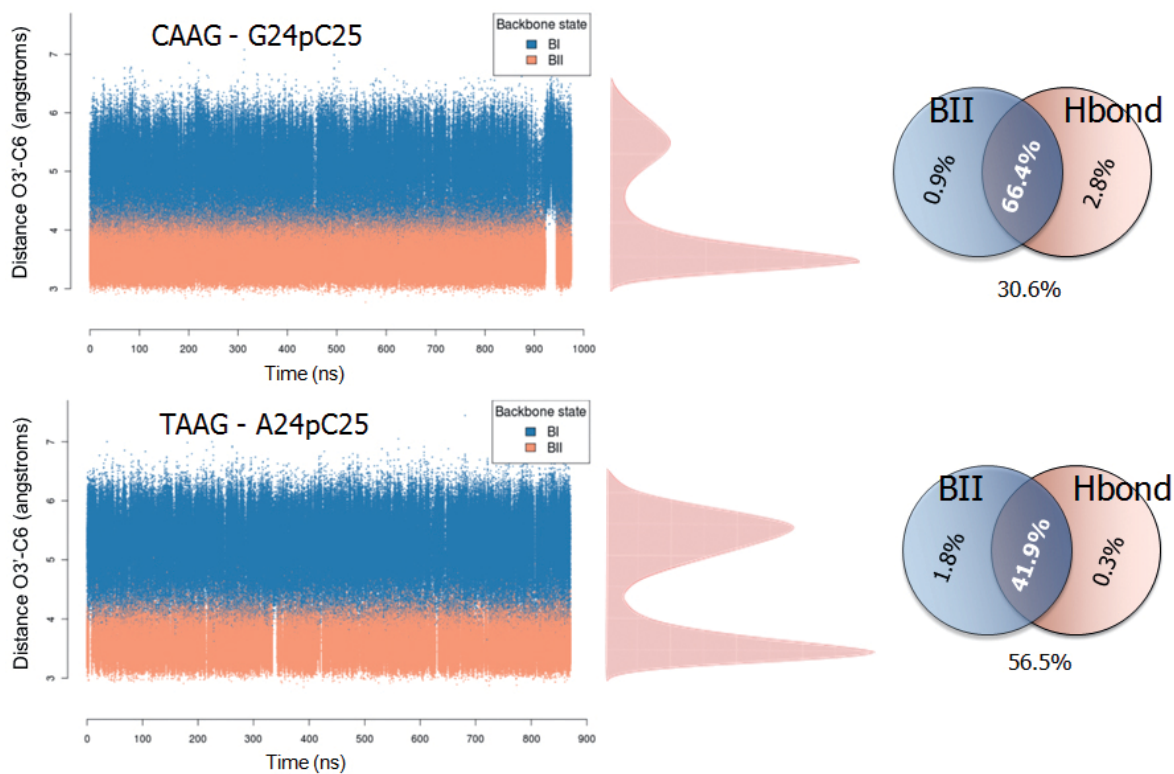 CAAG - G24pC25
Backbone state
BI
BII
Distance O3'-C6 (angstroms)
7
6
5
4
3
0 100 200 300 400 500 600 700 800 900 1000
Time (ns)
BII Hbond
0.9% 66.4% 2.8%
30.6%
TAAG - A24pC25
Backbone state
BI
BII
Distance O3'-C6 (angstroms)
7
6
5
4
3
0 100 200 300 400 500 600 700 800 900
Time (ns)
BII Hbond
1.8% 41.9% 0.3%
56.5%